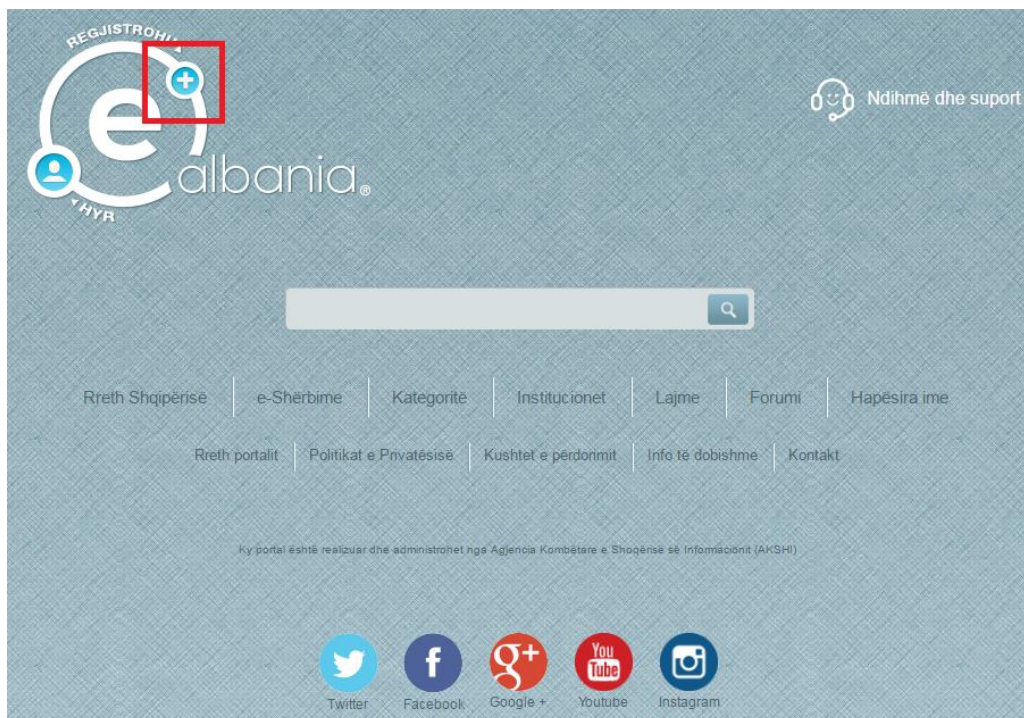 REGJISTROHU
e
albania®
HYR
Ndihmë dhe suport
Rreth Shqipërisë e-Shërbime Kategoritë Institucionet Lajme Forumi Hapësira ime
Rreth portalit Politikat e Privatësisë Kushtet e përdorimit Info të dobishme Kontakt
Ky portal është realizuar dhe administrohet nga Agjencia Kombëtare e Shoqërisë së Informacionit (AKSHI)
You
Tube
Twitter Facebook Google + Youtube Instagram